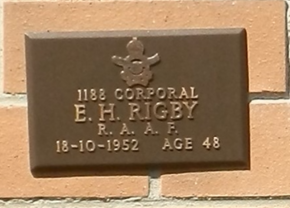 1188 CORPORAL
E. H. RIGBY
R. A. A. F.
18-10-1952 AGE 48